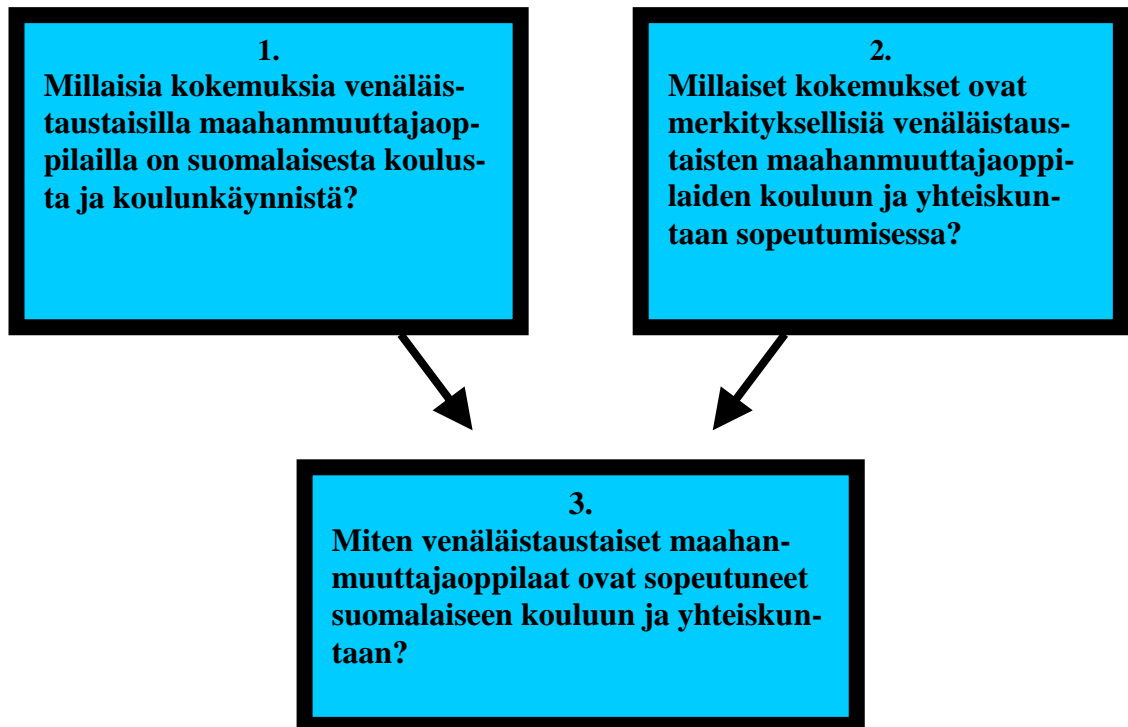 1.
Millaisia kokemuksia venäläis-
taustaisilla maahanmuuttajaop-
pilailla on suomalaisesta koulus-
ta ja koulunkäynnistä?
2.
Millaiset kokemukset ovat
merkityksellisiä venäläistaus-
taisten maahanmuuttajaoppi-
laiden kouluun ja yhteiskun-
taan sopeutumisessa?
3.
Miten venäläistaustaiset maahan-
muuttajaoppilaat ovat sopeutuneet
suomalaiseen kouluun ja yhteiskun-
taan?